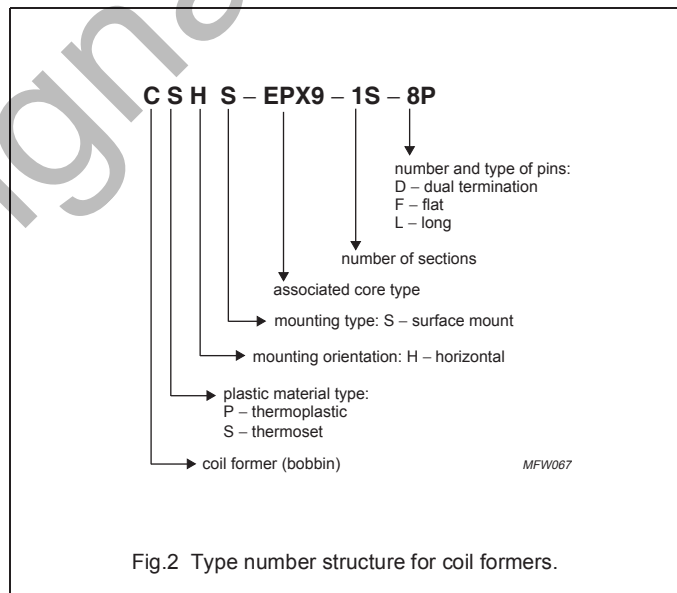 C S H S – EPX9 – 1S – 8P
number and type of pins:
D – dual termination
F – flat
L – long
number of sections
associated core type
mounting type: S – surface mount
mounting orientation: H – horizontal
plastic material type:
P – thermoplastic
S – thermoset
coil former (bobbin)
MFW067
Fig.2 Type number structure for coil formers.